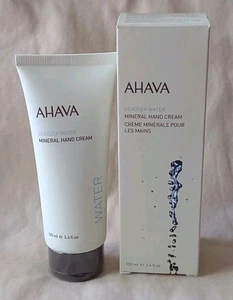 AHAVA
DEADSEA WATER
MINERAL HAND CREAM
WATER
100 ml e 3.4 fl. oz
AHAVA
DEADSEA WATER
MINERAL HAND CREAM
CRÈME MINÉRALE POUR
LES MAINS
100 ml e 3.4 fl. oz